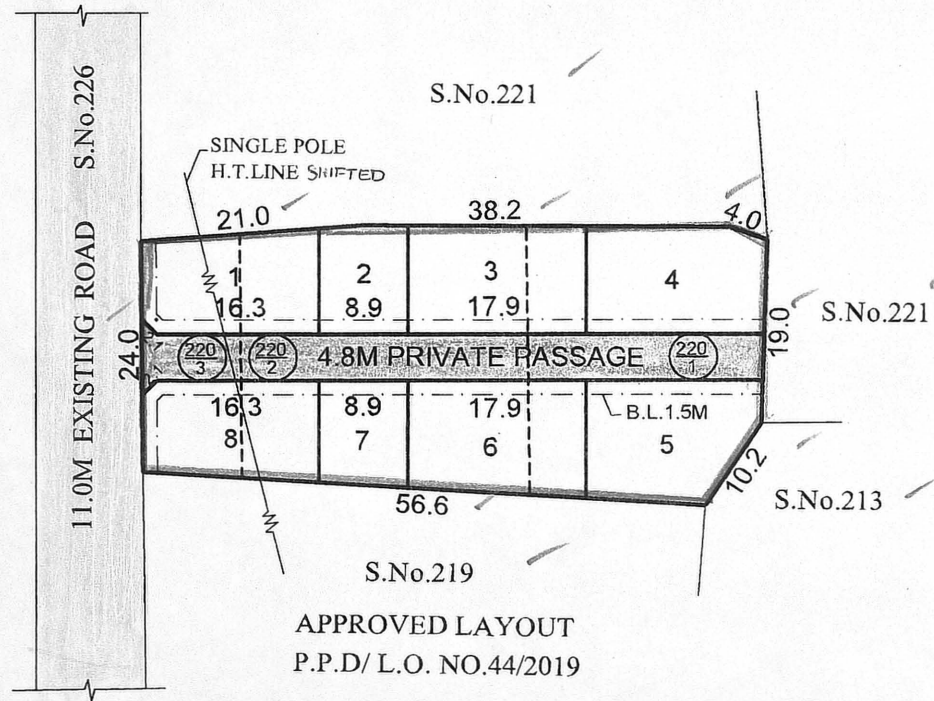 S.No.221
11.0M EXISTING ROAD S.No.226
SINGLE POLE
H.T.LINE SHIFTED
21.0
38.2
4.0
1
2
3
4
16.3
8.9
17.9
S.No.221
24.0
220
3
220
2
4.8M PRIVATE PASSAGE
220
1
19.0
16.3
8.9
17.9
B.L.1.5M
8
7
6
5
10.2
56.6
S.No.213
S.No.219
APPROVED LAYOUT
P.P.D/ L.O. NO.44/2019